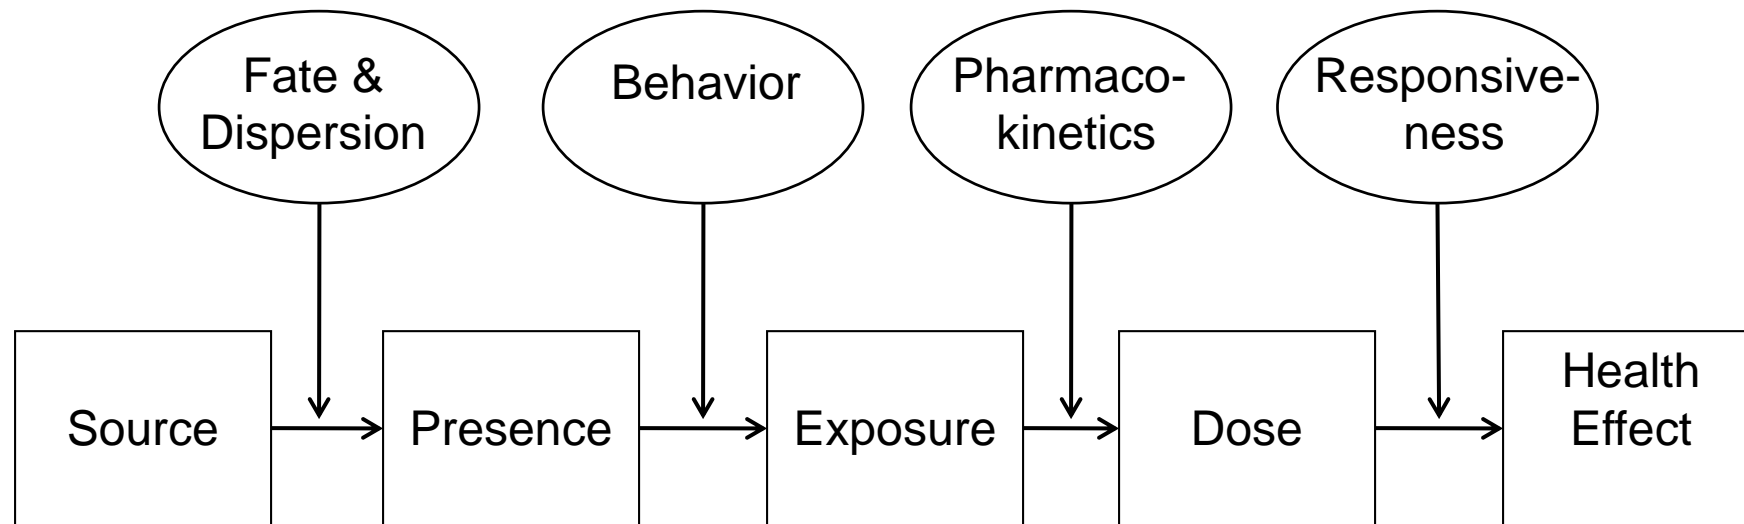 Fate &
Dispersion
Behavior
Pharmaco-
kinetics
Responsive-
ness
Source
Presence
Exposure
Dose
Health
Effect